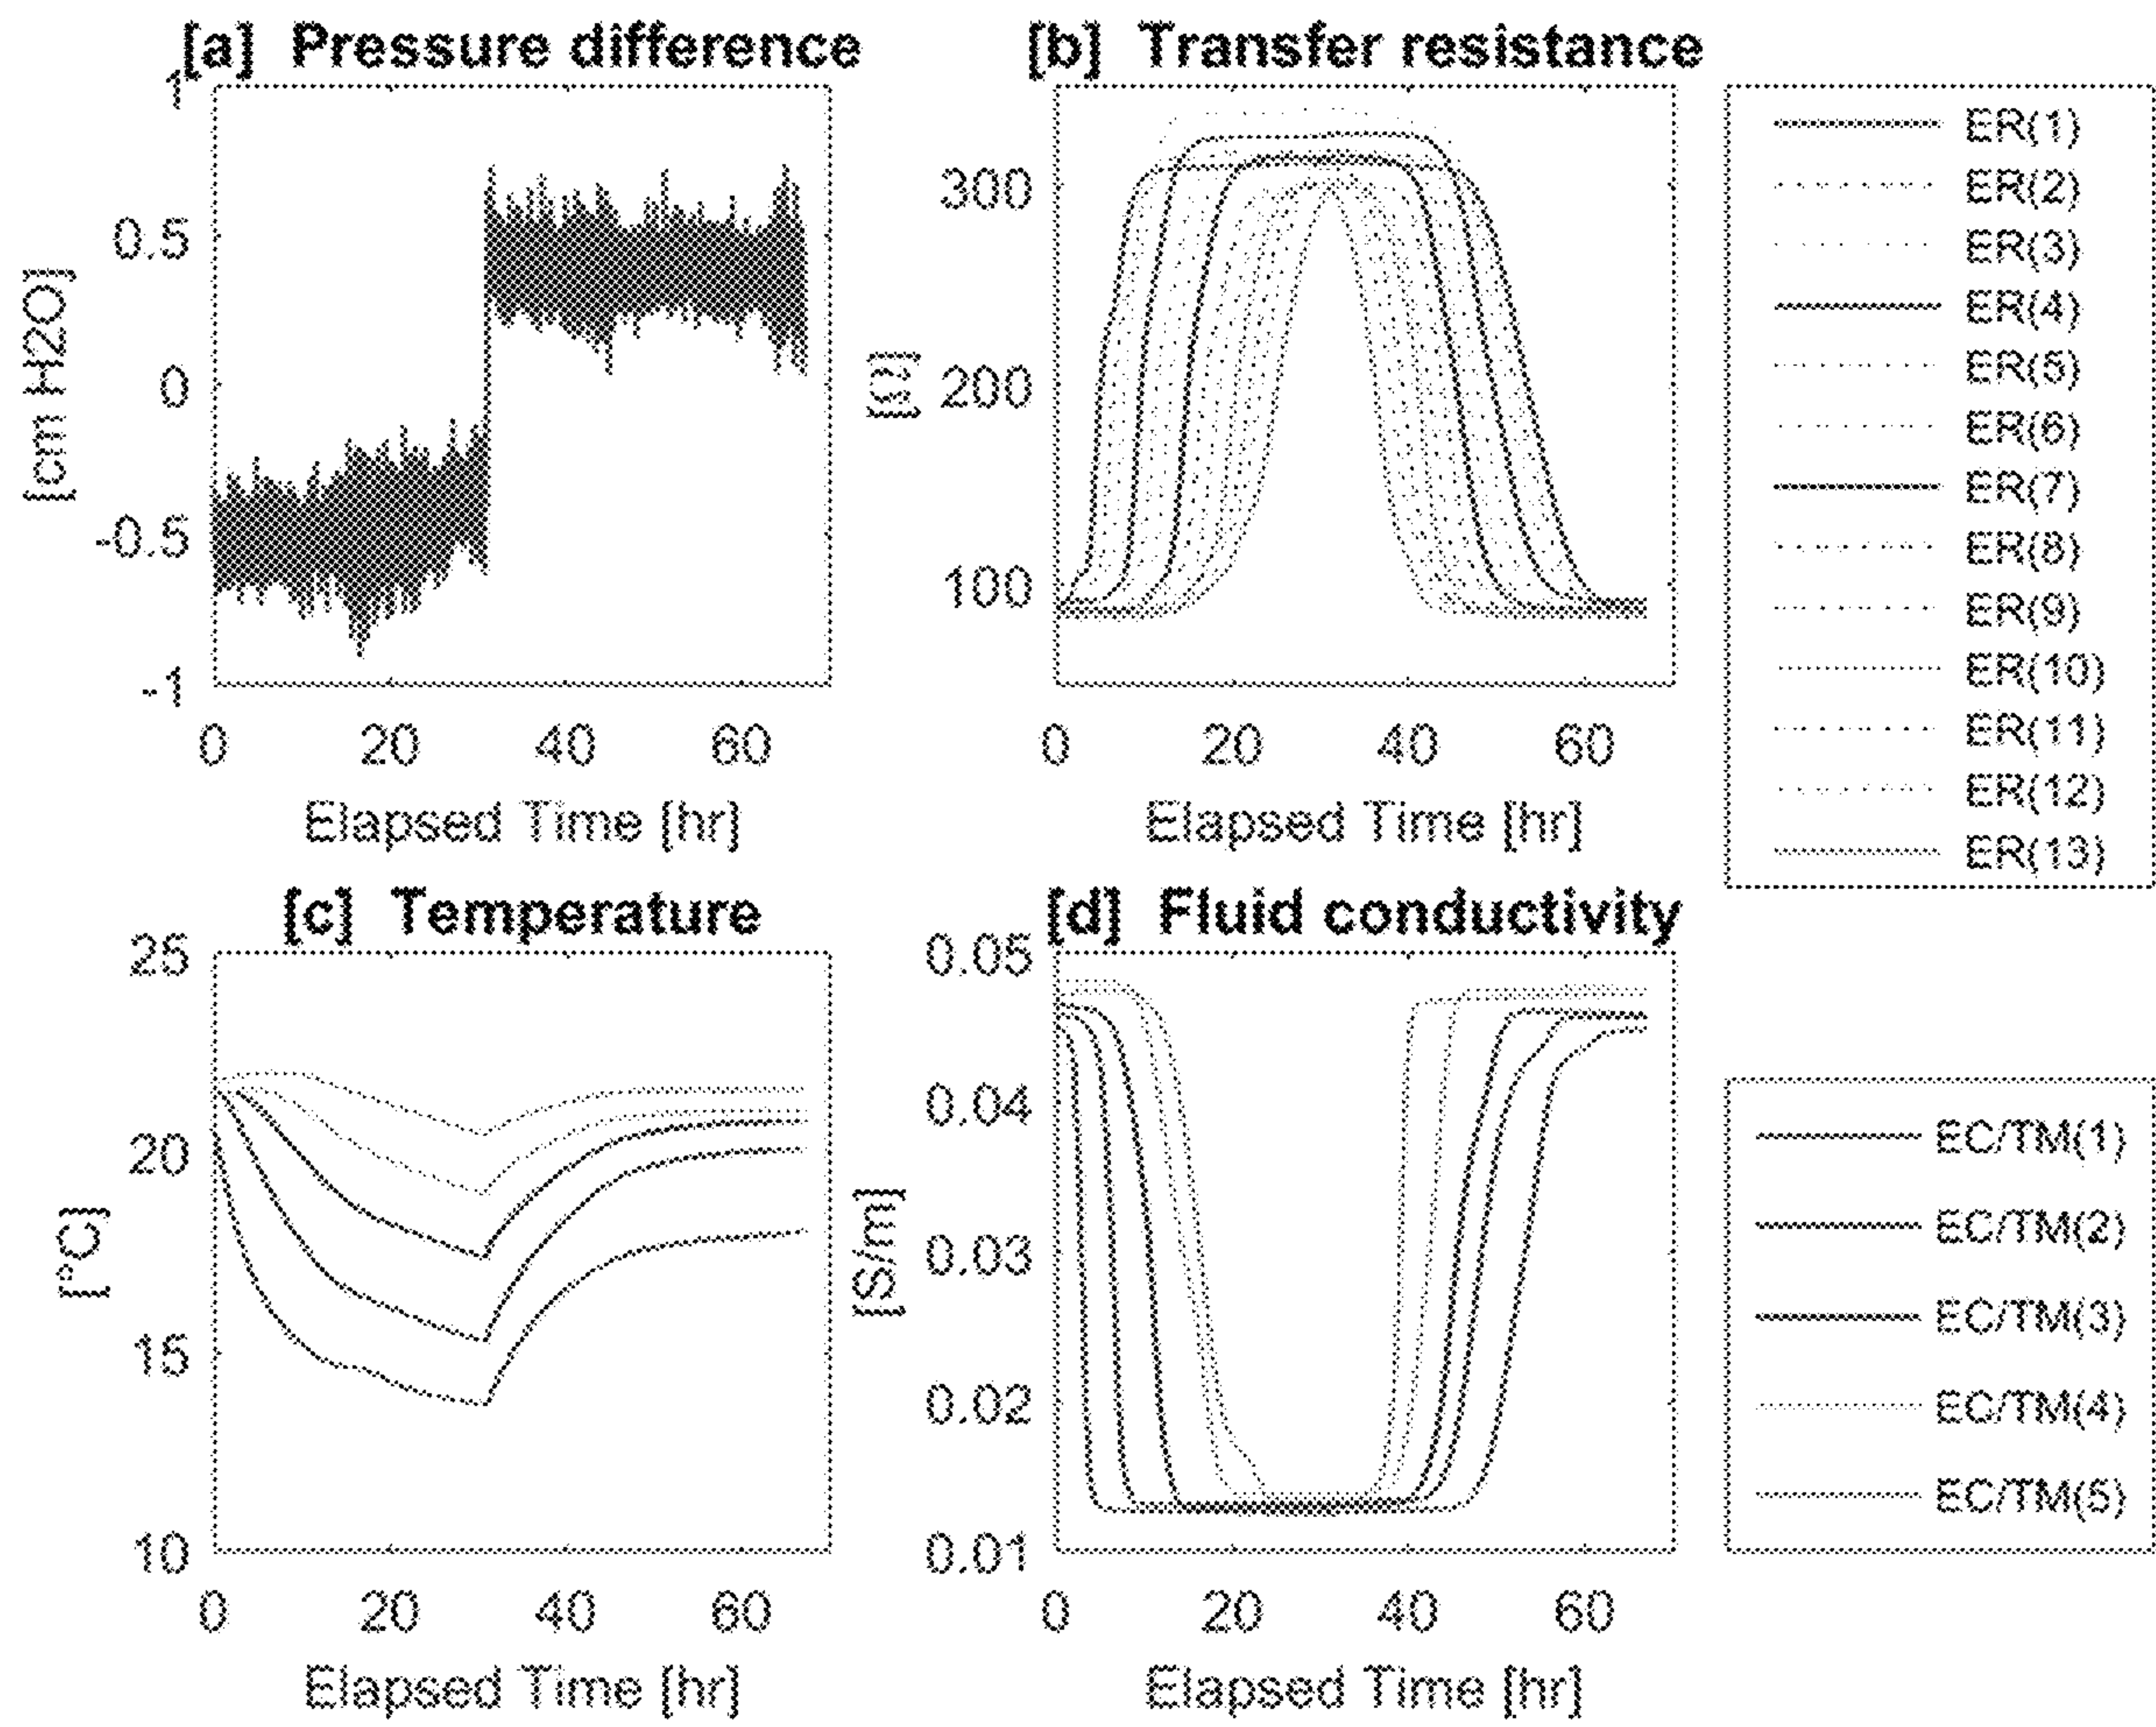 [a] Pressure difference
1
0.5
0
-0.5
-1
[cm H2O]
0 20 40 60
Elapsed Time [hr]
[b] Transfer resistance
300
200
100
[Ω]
0 20 40 60
Elapsed Time [hr]
ER(1)
ER(2)
ER(3)
ER(4)
ER(5)
ER(6)
ER(7)
ER(8)
ER(9)
ER(10)
ER(11)
ER(12)
ER(13)
[c] Temperature
25
20
15
10
[°C]
0 20 40 60
Elapsed Time [hr]
[d] Fluid conductivity
0.05
0.04
0.03
0.02
0.01
[S/m]
0 20 40 60
Elapsed Time [hr]
EC/TM(1)
EC/TM(2)
EC/TM(3)
EC/TM(4)
EC/TM(5)